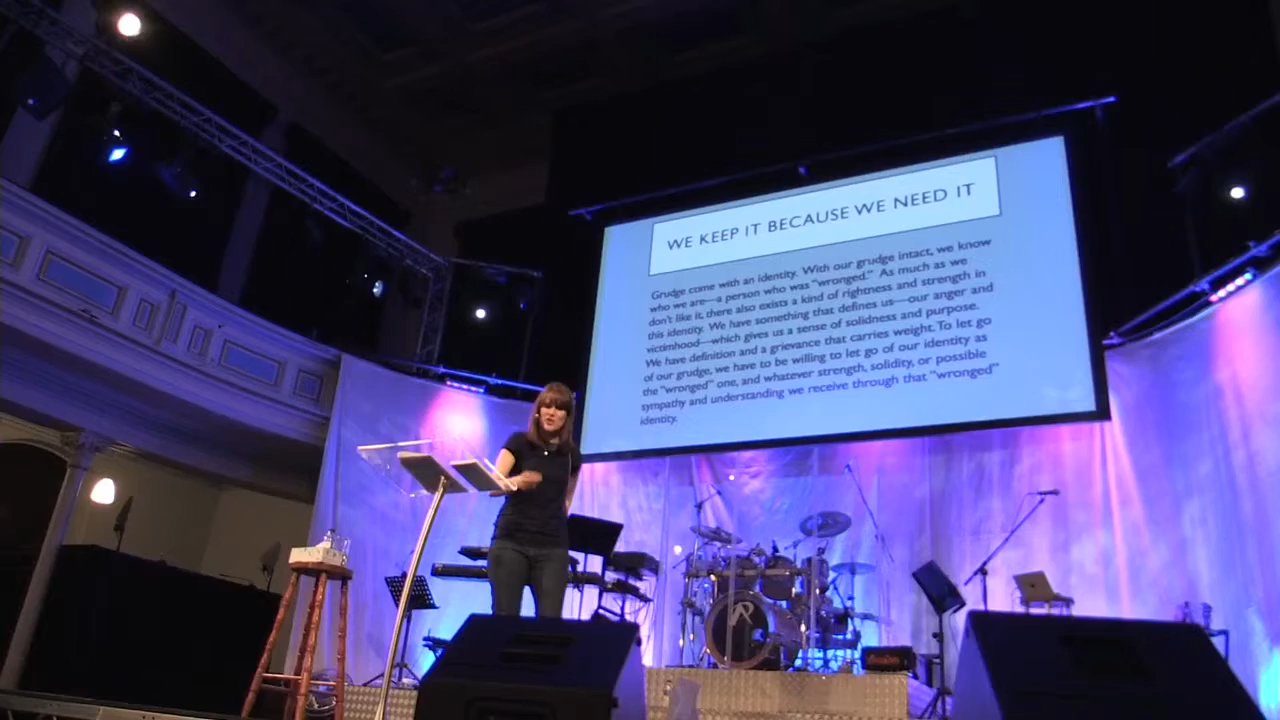 WE KEEP IT BECAUSE WE NEED IT
Grudge come with an identity. With our grudge intact, we know
who we are—a person who was "wronged." As much as we
don't like it, there also exists a kind of rightness and strength in
this identity. We have something that defines us—our anger and
victimhood—which gives us a sense of solidness and purpose.
We have definition and a grievance that carries weight. To let go
of our grudge, we have to be willing to let go of our identity as
the "wronged" one, and whatever strength, solidity, or possible
sympathy and understanding we receive through that "wronged"
identity.
R